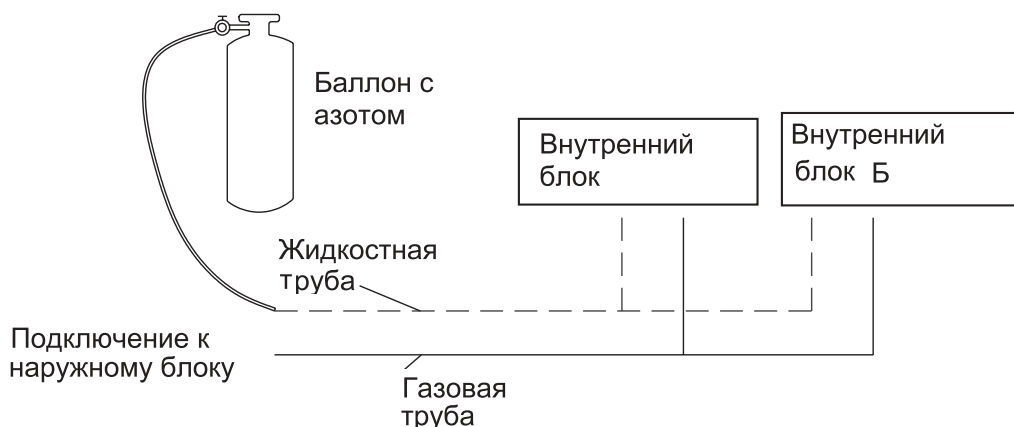 Баллон с
азотом
Внутренний
блок
Внутренний
блок Б
Жидкостная
труба
Подключение к
наружному блоку
Газовая
труба